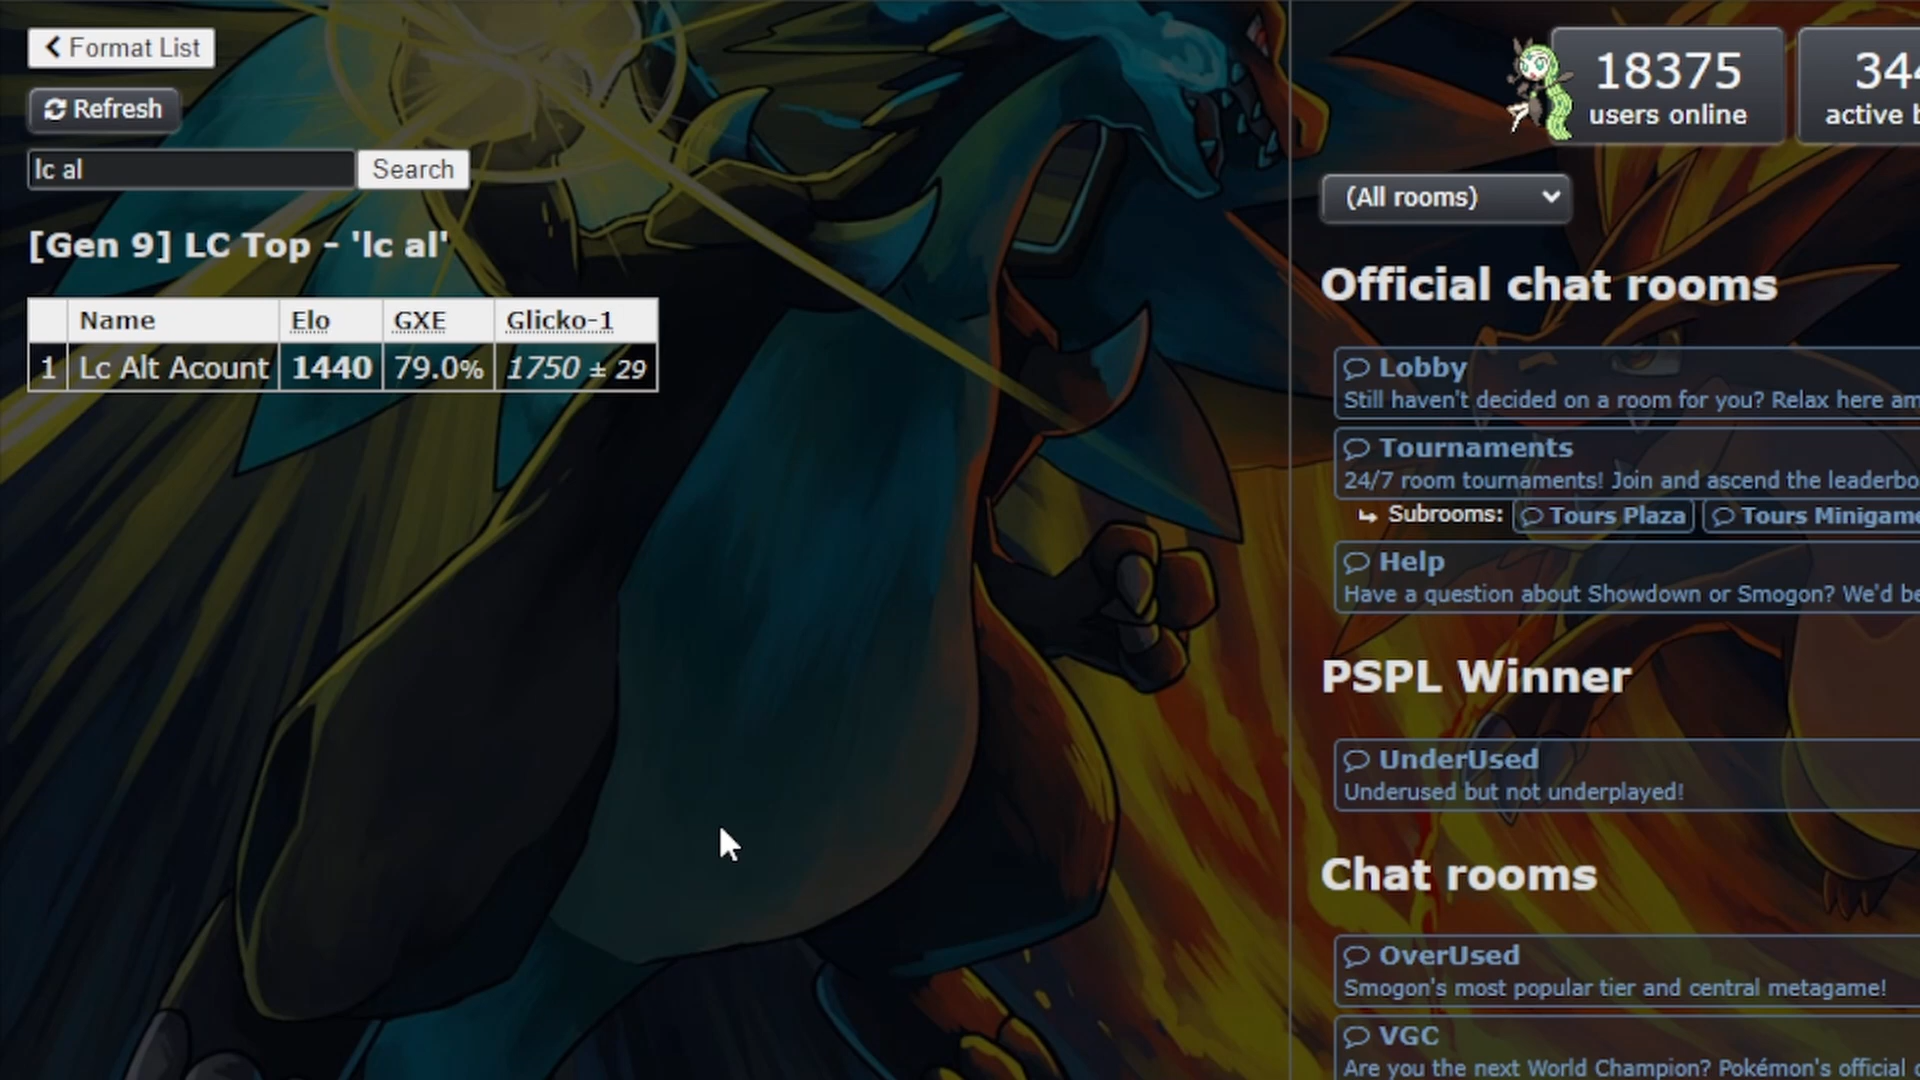 Format List
Refresh
lc al
Search
[Gen 9] LC Top - 'lc al'
Name Elo GXE Glicko-1
1 Lc Alt Acount 1440 79.0% 1750 ± 29
18375
users online
active
(All rooms)
Official chat rooms
Lobby
Still haven't decided on a room for you? Relax here
Tournaments
24/7 room tournaments! Join and ascend the
Subrooms: Tours Plaza Tours
Help
Have a question about Showdown or Smogon? We'd
PSPL Winner
UnderUsed
Underused but not underplayed!
Chat rooms
OverUsed
Smogon's most popular tier and central metagame!
VGC
Are you the next World Champion? Pokémon's official